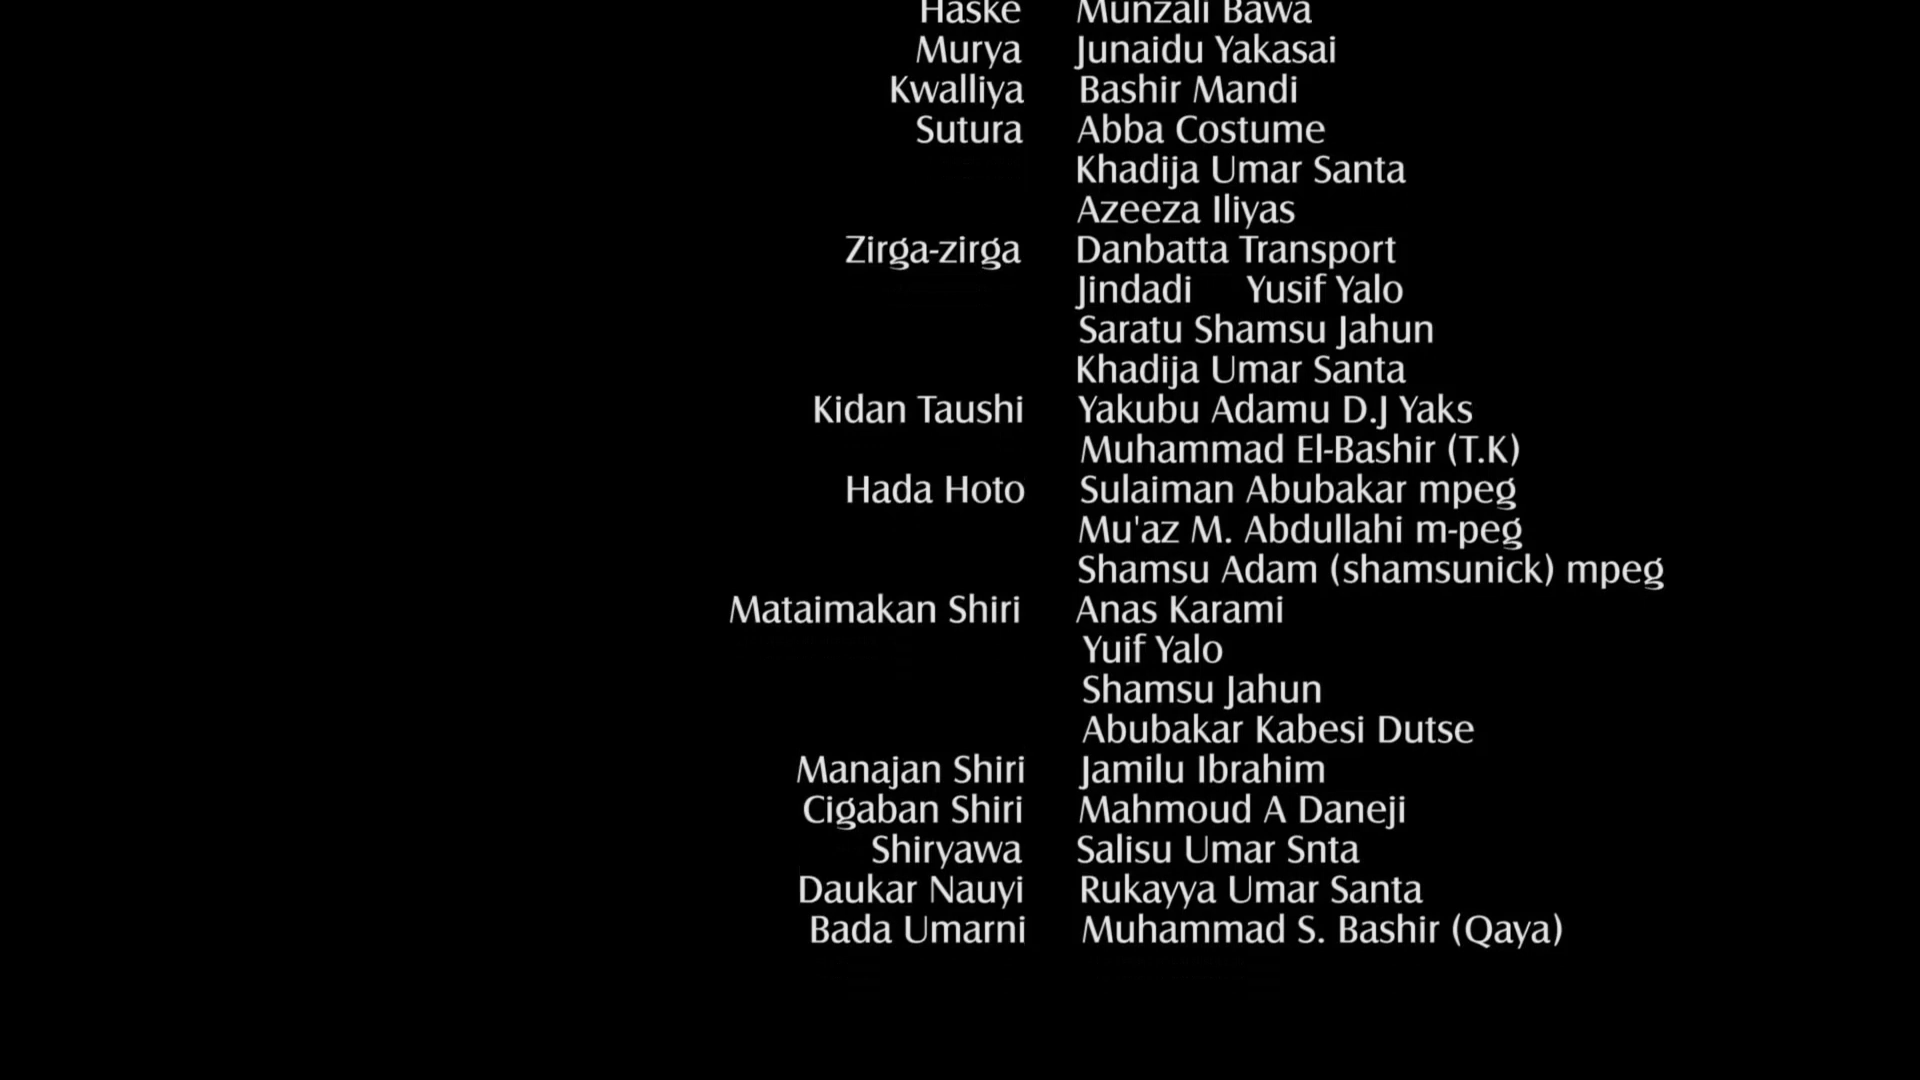 Haske Munzali Bawa
Murya Junaidu Yakasai
Kwalliya Bashir Mandi
Sutura Abba Costume
Khadija Umar Santa
Azeeza Iliyas
Zirga-zirga Danbatta Transport
Jindadi Yusif Yalo
Saratu Shamsu Jahun
Khadija Umar Santa
Kidan Taushi Yakubu Adamu D.J Yaks
Muhammad El-Bashir (T.K)
Hada Hoto Sulaiman Abubakar mpeg
Mu'az M. Abdullahi m-peg
Shamsu Adam (shamsunick) mpeg
Mataimakan Shiri Anas Karami
Yuif Yalo
Shamsu Jahun
Abubakar Kabesi Dutse
Manajan Shiri Jamilu Ibrahim
Cigaban Shiri Mahmoud A Daneji
Shiryawa Salisu Umar Snta
Daukar Nauyi Rukayya Umar Santa
Bada Umarni Muhammad S. Bashir (Qaya)